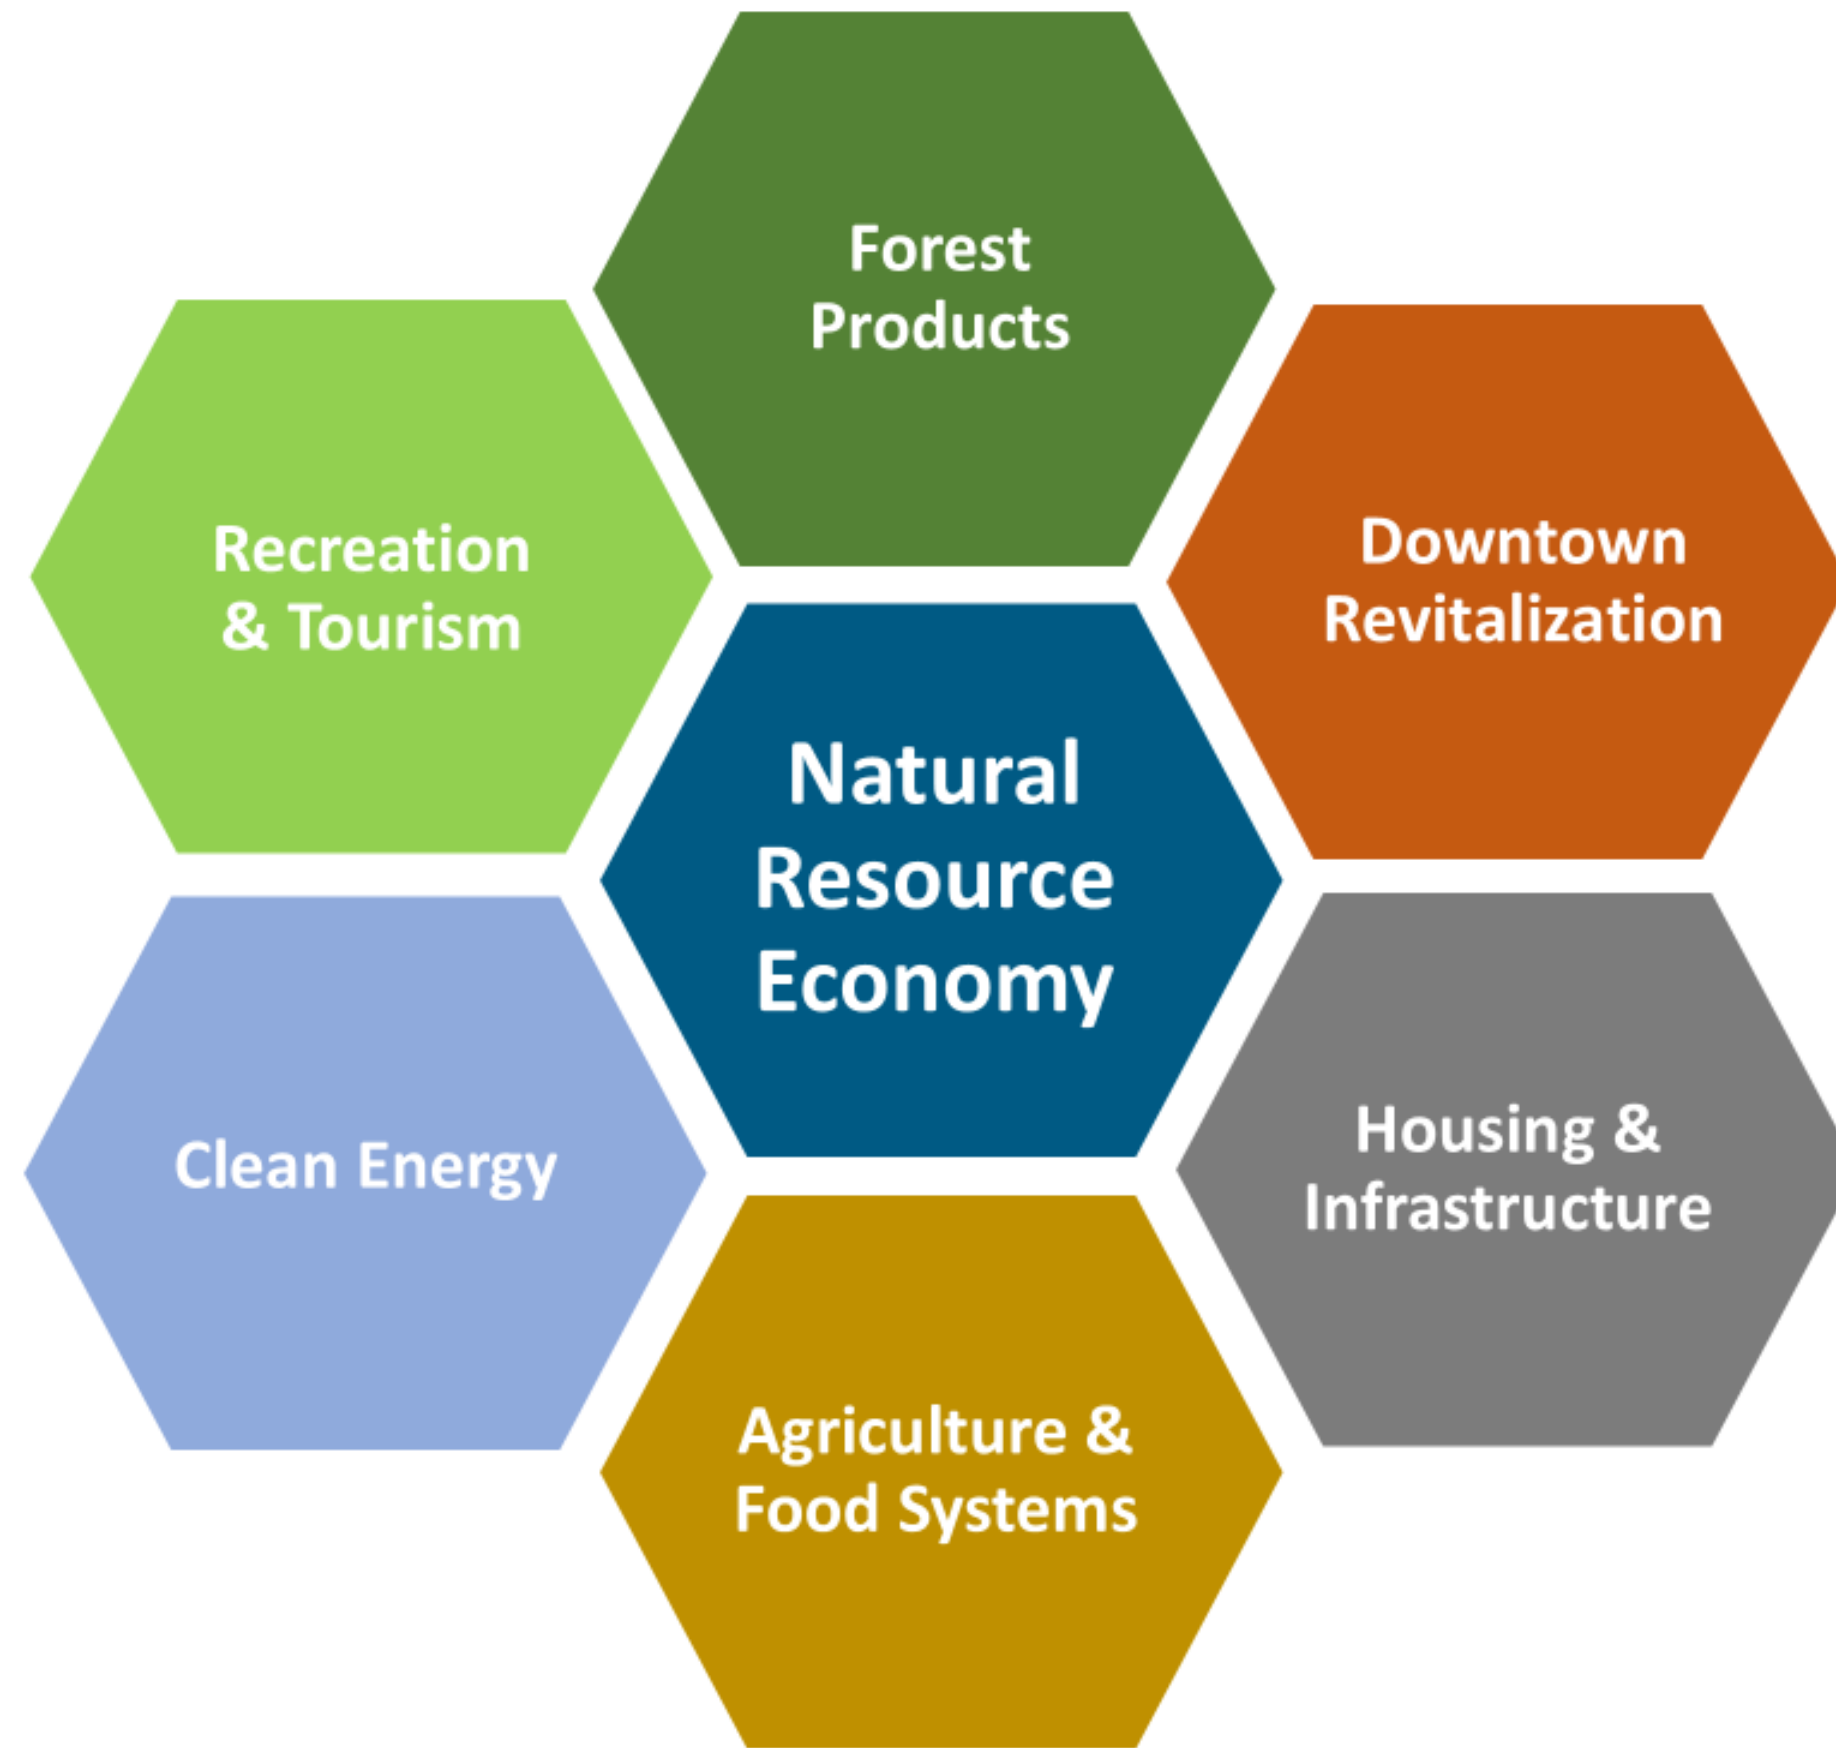 Forest
Products
Recreation
& Tourism
Downtown
Revitalization
Natural
Resource
Economy
Clean Energy
Housing &
Infrastructure
Agriculture &
Food Systems